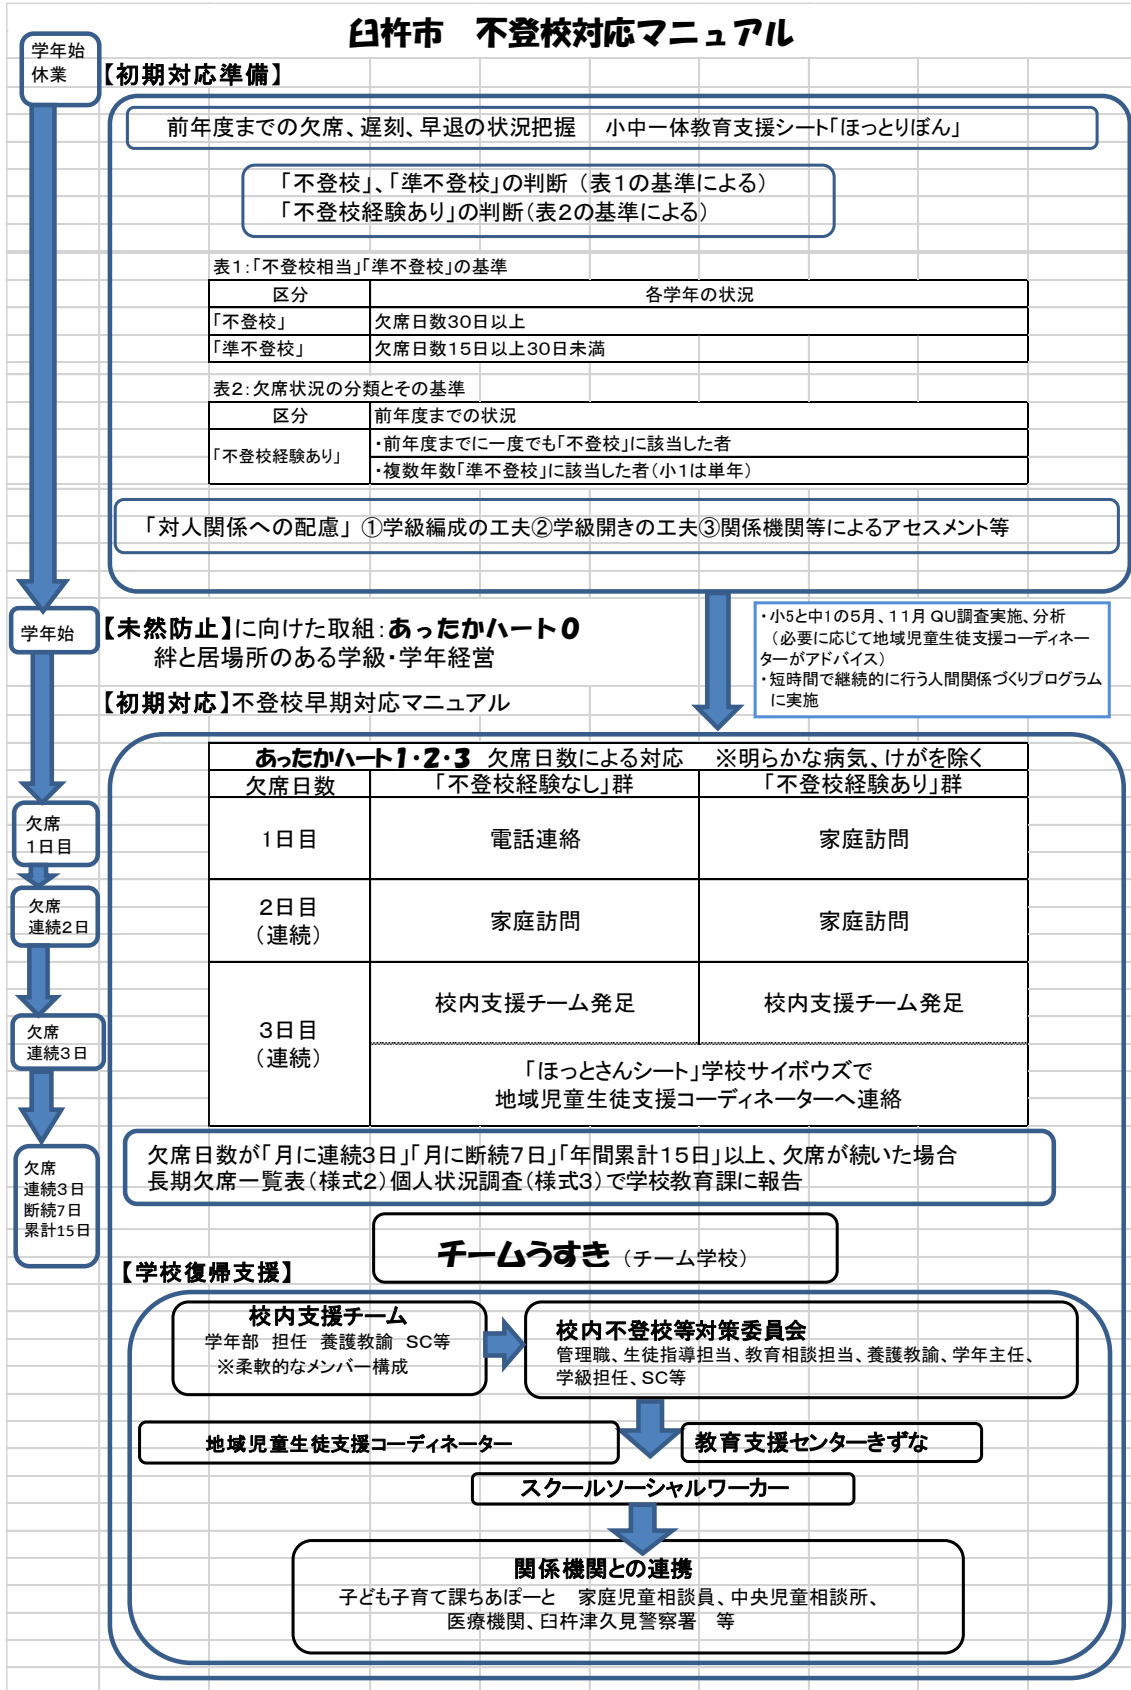 臼杵市　不登校対応マニュアル
学年始
休業
【初期対応準備】
前年度までの欠席、遅刻、早退の状況把握　小中一体教育支援シート「ほっとりぼん」
「不登校」、「準不登校」の判断（表1の基準による）
「不登校経験あり」の判断（表2の基準による）
表1：「不登校相当」「準不登校」の基準
区分　各学年の状況
「不登校」　欠席日数30日以上
「準不登校」　欠席日数15日以上30日未満
表2：欠席状況の分類とその基準
区分　前年度までの状況
「不登校経験あり」
・前年度までに一度でも「不登校」に該当した者
・複数年数「準不登校」に該当した者（小1は単年）
「対人関係への配慮」①学級編成の工夫②学級開きの工夫③関係機関等によるアセスメント等
学年始
【未然防止】に向けた取組：あったかハート０
絆と居場所のある学級・学年経営
・小5と中1の5月、11月 QU調査実施、分析
（必要に応じて地域児童生徒支援コーディネー
ターがアドバイス）
・短時間で継続的に行う人間関係づくりプログラム
に実施
【初期対応】不登校早期対応マニュアル
あったかハート１・２・３　欠席日数による対応　※明らかな病気、けがを除く
欠席日数　「不登校経験なし」群　「不登校経験あり」群
1日目　電話連絡　家庭訪問
2日目
（連続）
家庭訪問　家庭訪問
3日目
（連続）
校内支援チーム発足　校内支援チーム発足
「ほっとさんシート」学校サイボウズで
地域児童生徒支援コーディネーターへ連絡
欠席
1日目
欠席
連続2日
欠席
連続3日
欠席
連続3日
断続7日
累計15日
欠席日数が「月に連続3日」「月に断続7日」「年間累計15日」以上、欠席が続いた場合
長期欠席一覧表（様式2）個人状況調査（様式3）で学校教育課に報告
チームうすき（チーム学校）
【学校復帰支援】
校内支援チーム
学年部　担任　養護教諭　SC等
※柔軟的なメンバー構成
校内不登校等対策委員会
管理職、生徒指導担当、教育相談担当、養護教諭、学年主任、
学級担任、SC等
地域児童生徒支援コーディネーター
教育支援センターきずな
スクールソーシャルワーカー
関係機関との連携
子ども子育て課ちあぽーと　家庭児童相談員、中央児童相談所、
医療機関、臼杵津久見警察署　等